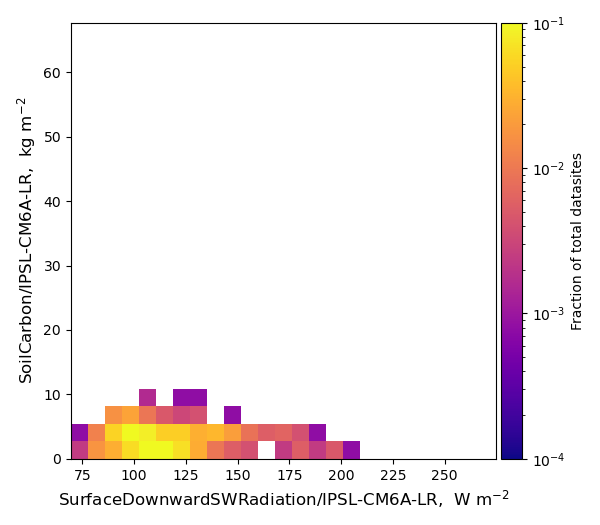 SoilCarbon/IPSL-CM6A-LR,  kg m⁻²
60
50
40
30
20
10
0
75 100 125 150 175 200 225 250
SurfaceDownwardSWRadiation/IPSL-CM6A-LR,  W m⁻²
10⁻¹
10⁻²
10⁻³
10⁻⁴
Fraction of total datasites